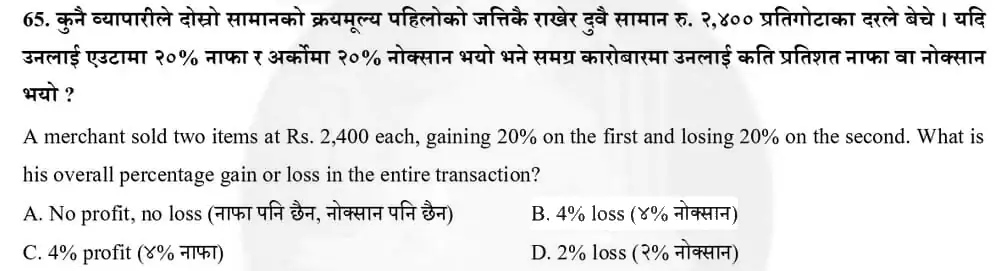 65. कुनै व्यापारीले दोस्रो सामानको क्रयमूल्य पहिलोको जत्तिकै राखेर दुवै सामान रु. २,४०० प्रतिगोटाका दरले बेचे । यदि
उनलाई एउटामा २०% नाफा र अर्कोमा २०% नोक्सान भयो भने समग्र कारोबारमा उनलाई कति प्रतिशत नाफा वा नोक्सान
भयो ?
A merchant sold two items at Rs. 2,400 each, gaining 20% on the first and losing 20% on the second. What is
his overall percentage gain or loss in the entire transaction?
A. No profit, no loss (नाफा पनि छैन, नोक्सान पनि छैन) B. 4% loss (४% नोक्सान)
C. 4% profit (४% नाफा) D. 2% loss (२% नोक्सान)